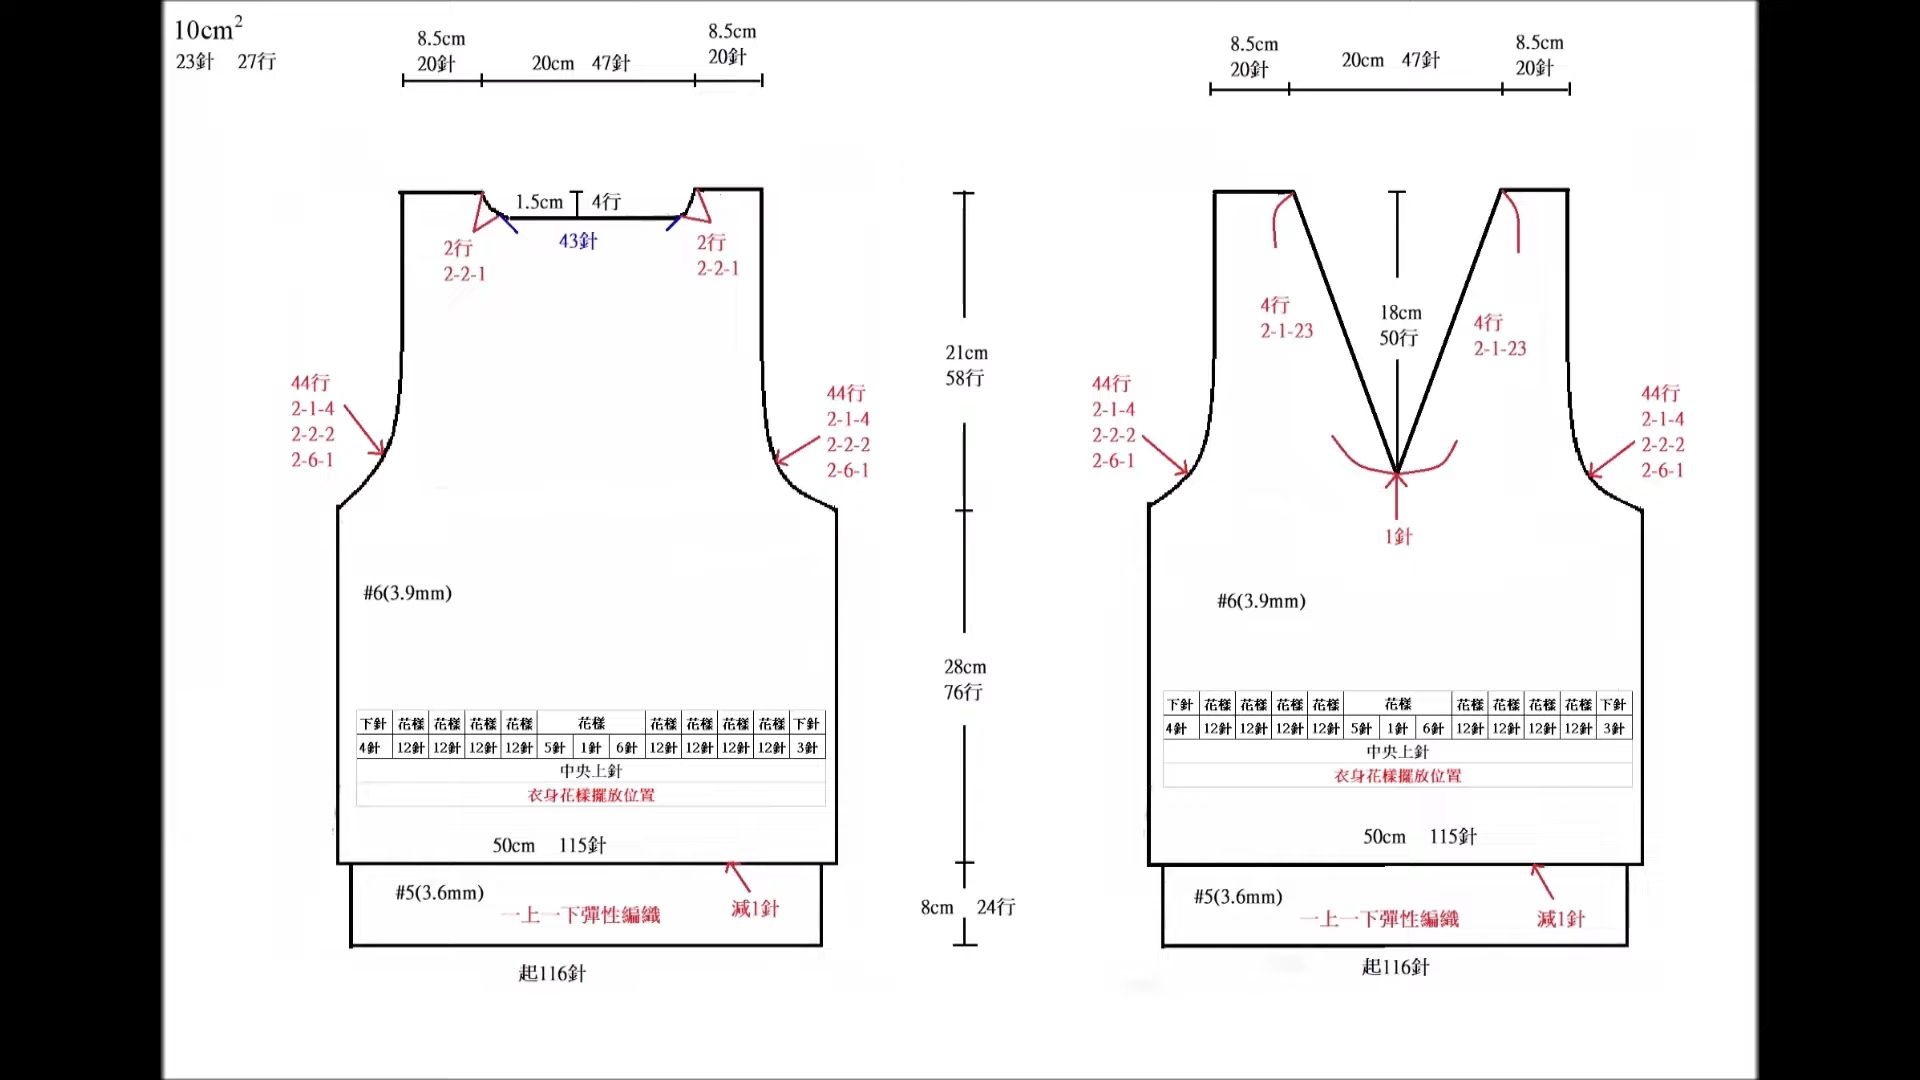 10cm²
23針 27行
8.5cm
20針
20cm 47針
8.5cm
20針
1.5cm 4行
43針
2行
2-2-1
2行
2-2-1
44行
2-1-4
2-2-2
2-6-1
44行
2-1-4
2-2-2
2-6-1
#6(3.9mm)
下針 花樣 花樣 花樣 花樣 花樣 花樣 花樣 花樣 花樣 下針
4針 12針 12針 12針 12針 5針 1針 6針 12針 12針 12針 12針 3針
中央上針
衣身花樣擺放位置
50cm 115針
#5(3.6mm)
一上一下彈性編織
減1針
起116針
21cm
58行
28cm
76行
8cm 24行
8.5cm
20針
20cm 47針
8.5cm
20針
18cm
50行
4行
2-1-23
4行
2-1-23
44行
2-1-4
2-2-2
2-6-1
44行
2-1-4
2-2-2
2-6-1
1針
#6(3.9mm)
下針 花樣 花樣 花樣 花樣 花樣 花樣 花樣 花樣 花樣 下針
4針 12針 12針 12針 12針 5針 1針 6針 12針 12針 12針 12針 3針
中央上針
衣身花樣擺放位置
50cm 115針
#5(3.6mm)
一上一下彈性編織
減1針
起116針